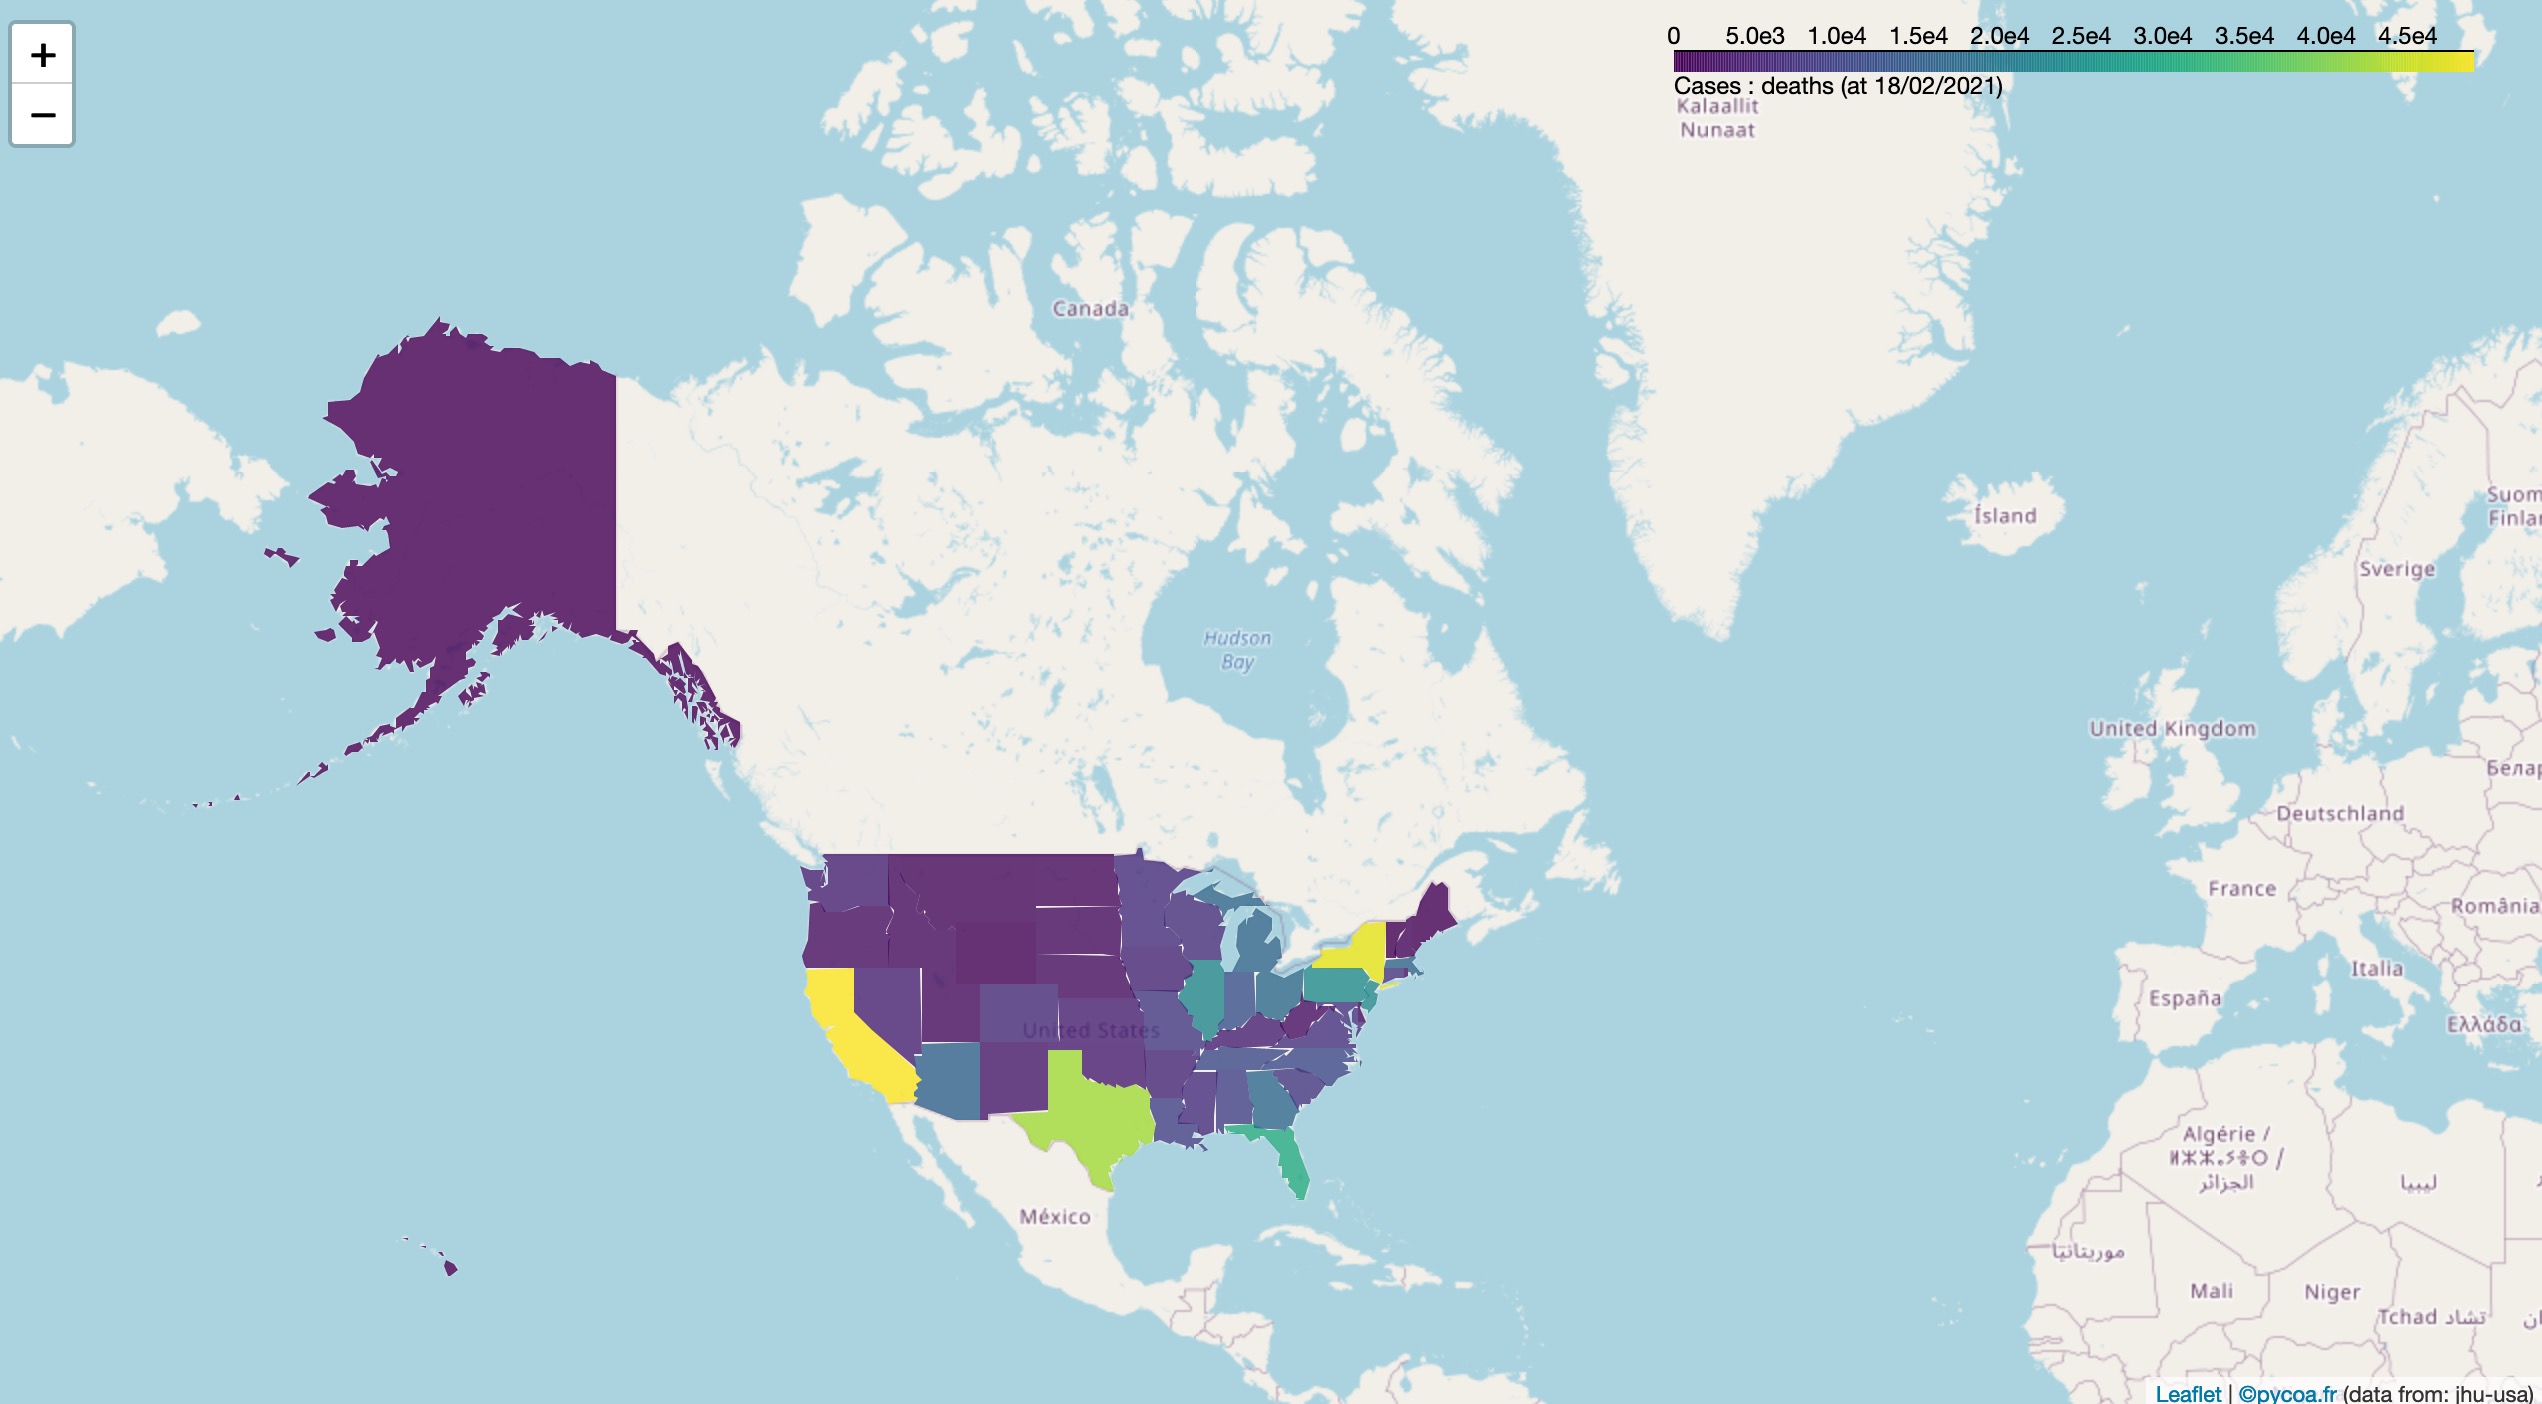 +
−
0 5.0e3 1.0e4 1.5e4 2.0e4 2.5e4 3.0e4 3.5e4 4.0e4 4.5e4
Cases : deaths (at 18/02/2021)
Kalaallit
Nunaat
Canada
Ísland
Suom
Finlan
Sverige
Hudson
Bay
United Kingdom
Белар
Deutschland
France
România
Italia
España
Ελλάδα
United States
Algérie /
ⵍⵣⵣⴰⵢⴻⵔ /
الجزائر
ليبيا
México
موريتانيا
Mali
Niger
Tchad تشاد
Leaflet | ©pycoa.fr (data from: jhu-usa)